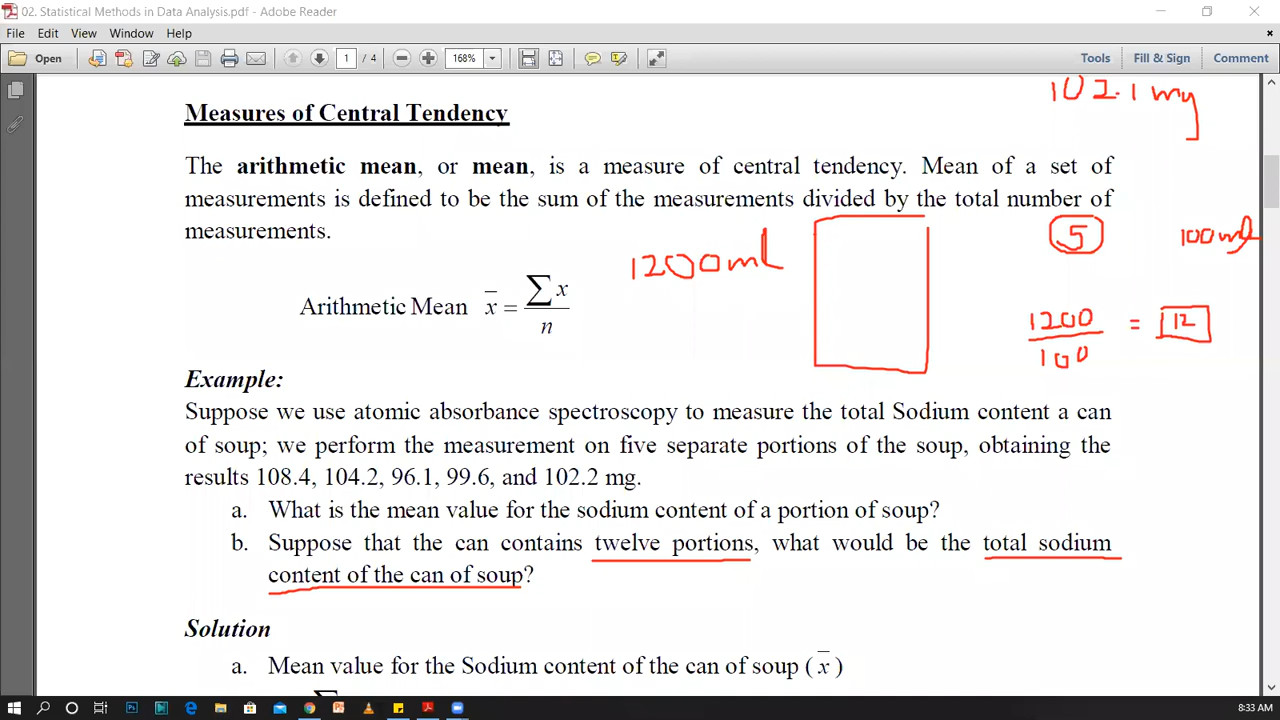 02. Statistical Methods in Data Analysis.pdf - Adobe Reader
File Edit View Window Help
Open 1 / 4 168% Tools Fill & Sign Comment
102.1 mg
Measures of Central Tendency
The arithmetic mean, or mean, is a measure of central tendency. Mean of a set of
measurements is defined to be the sum of the measurements divided by the total number of
measurements.
5 100ml
1200ml
Arithmetic Mean x̄ = ∑x / n
1200 / 100 = 12
Example:
Suppose we use atomic absorbance spectroscopy to measure the total Sodium content a can
of soup; we perform the measurement on five separate portions of the soup, obtaining the
results 108.4, 104.2, 96.1, 99.6, and 102.2 mg.
a. What is the mean value for the sodium content of a portion of soup?
b. Suppose that the can contains twelve portions, what would be the total sodium
content of the can of soup?
Solution
a. Mean value for the Sodium content of the can of soup ( x̄ )
8:33 AM